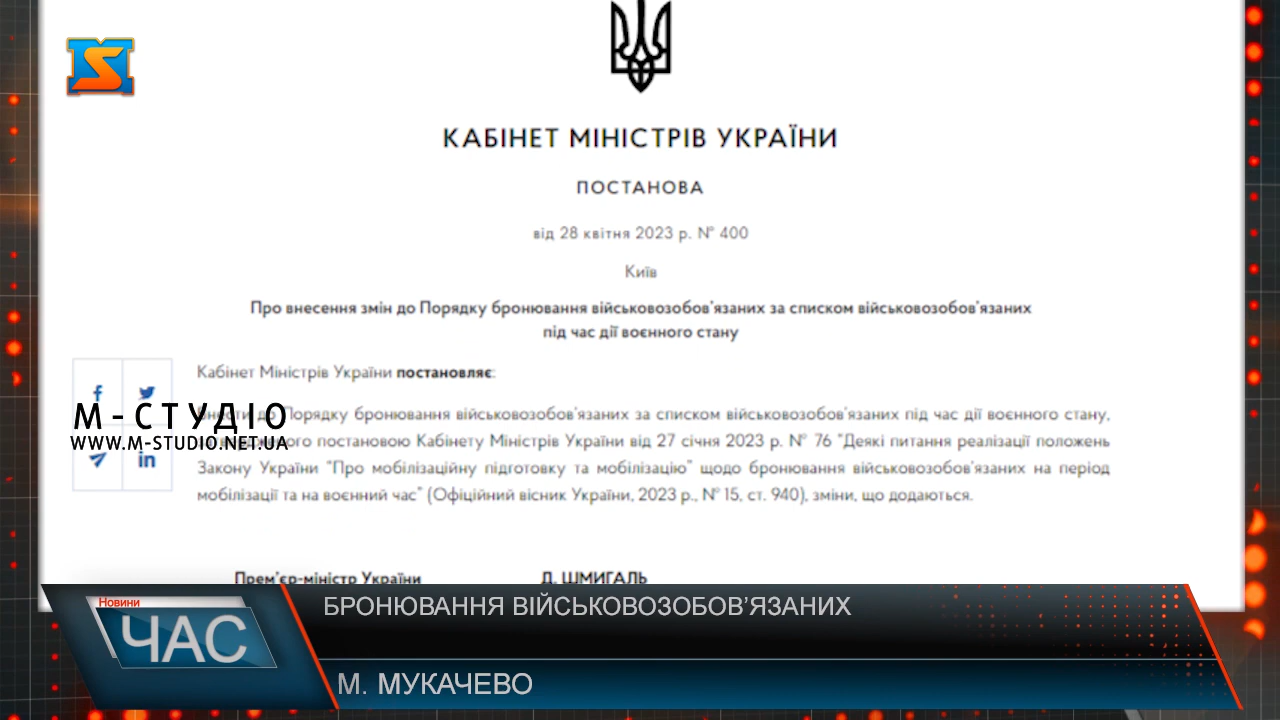 КАБІНЕТ МІНІСТРІВ УКРАЇНИ
ПОСТАНОВА
від 28 квітня 2023 р. № 400
Київ
Про внесення змін до Порядку бронювання військовозобов’язаних за списком військовозобов’язаних
під час дії воєнного стану
Кабінет Міністрів України постановляє:
Внести до Порядку бронювання військовозобов’язаних за списком військовозобов’язаних під час дії воєнного стану,
постановою Кабінету Міністрів України від 27 січня 2023 р. № 76 “Деякі питання реалізації положень
Закону України “Про мобілізаційну підготовку та мобілізацію” щодо бронювання військовозобов’язаних на період
мобілізації та на воєнний час” (Офіційний вісник України, 2023 р., № 15, ст. 940), зміни, що додаються.
М-СТУДІО
WWW.M-STUDIO.NET.UA
Прем’єр-міністр України Д. ШМИГАЛЬ
Новини
ЧАС
БРОНЮВАННЯ ВІЙСЬКОВОЗОБОВ’ЯЗАНИХ
М. МУКАЧЕВО